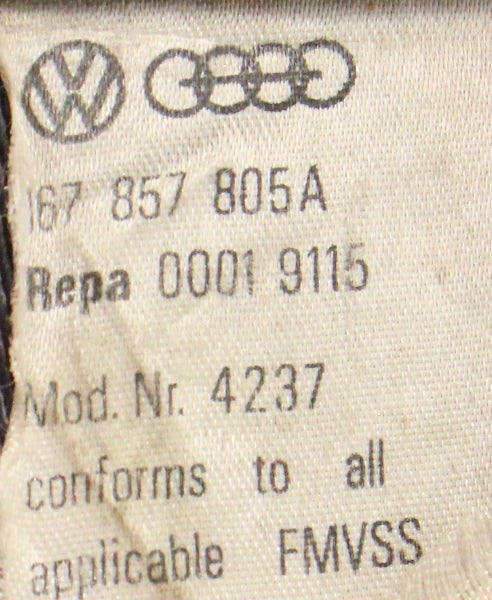 167 857 805A
Repa 0001 9115
Mod. Nr. 4237
conforms to all
applicable FMVSS